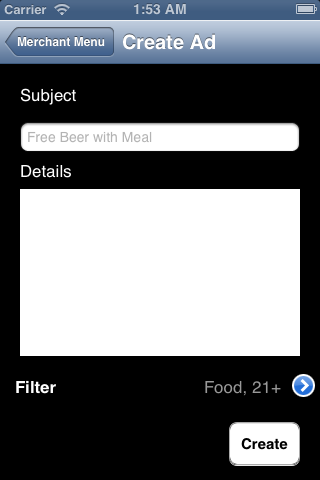 Carrier 1:53 AM
Merchant Menu Create Ad
Subject
Free Beer with Meal
Details
Filter Food, 21+
Create